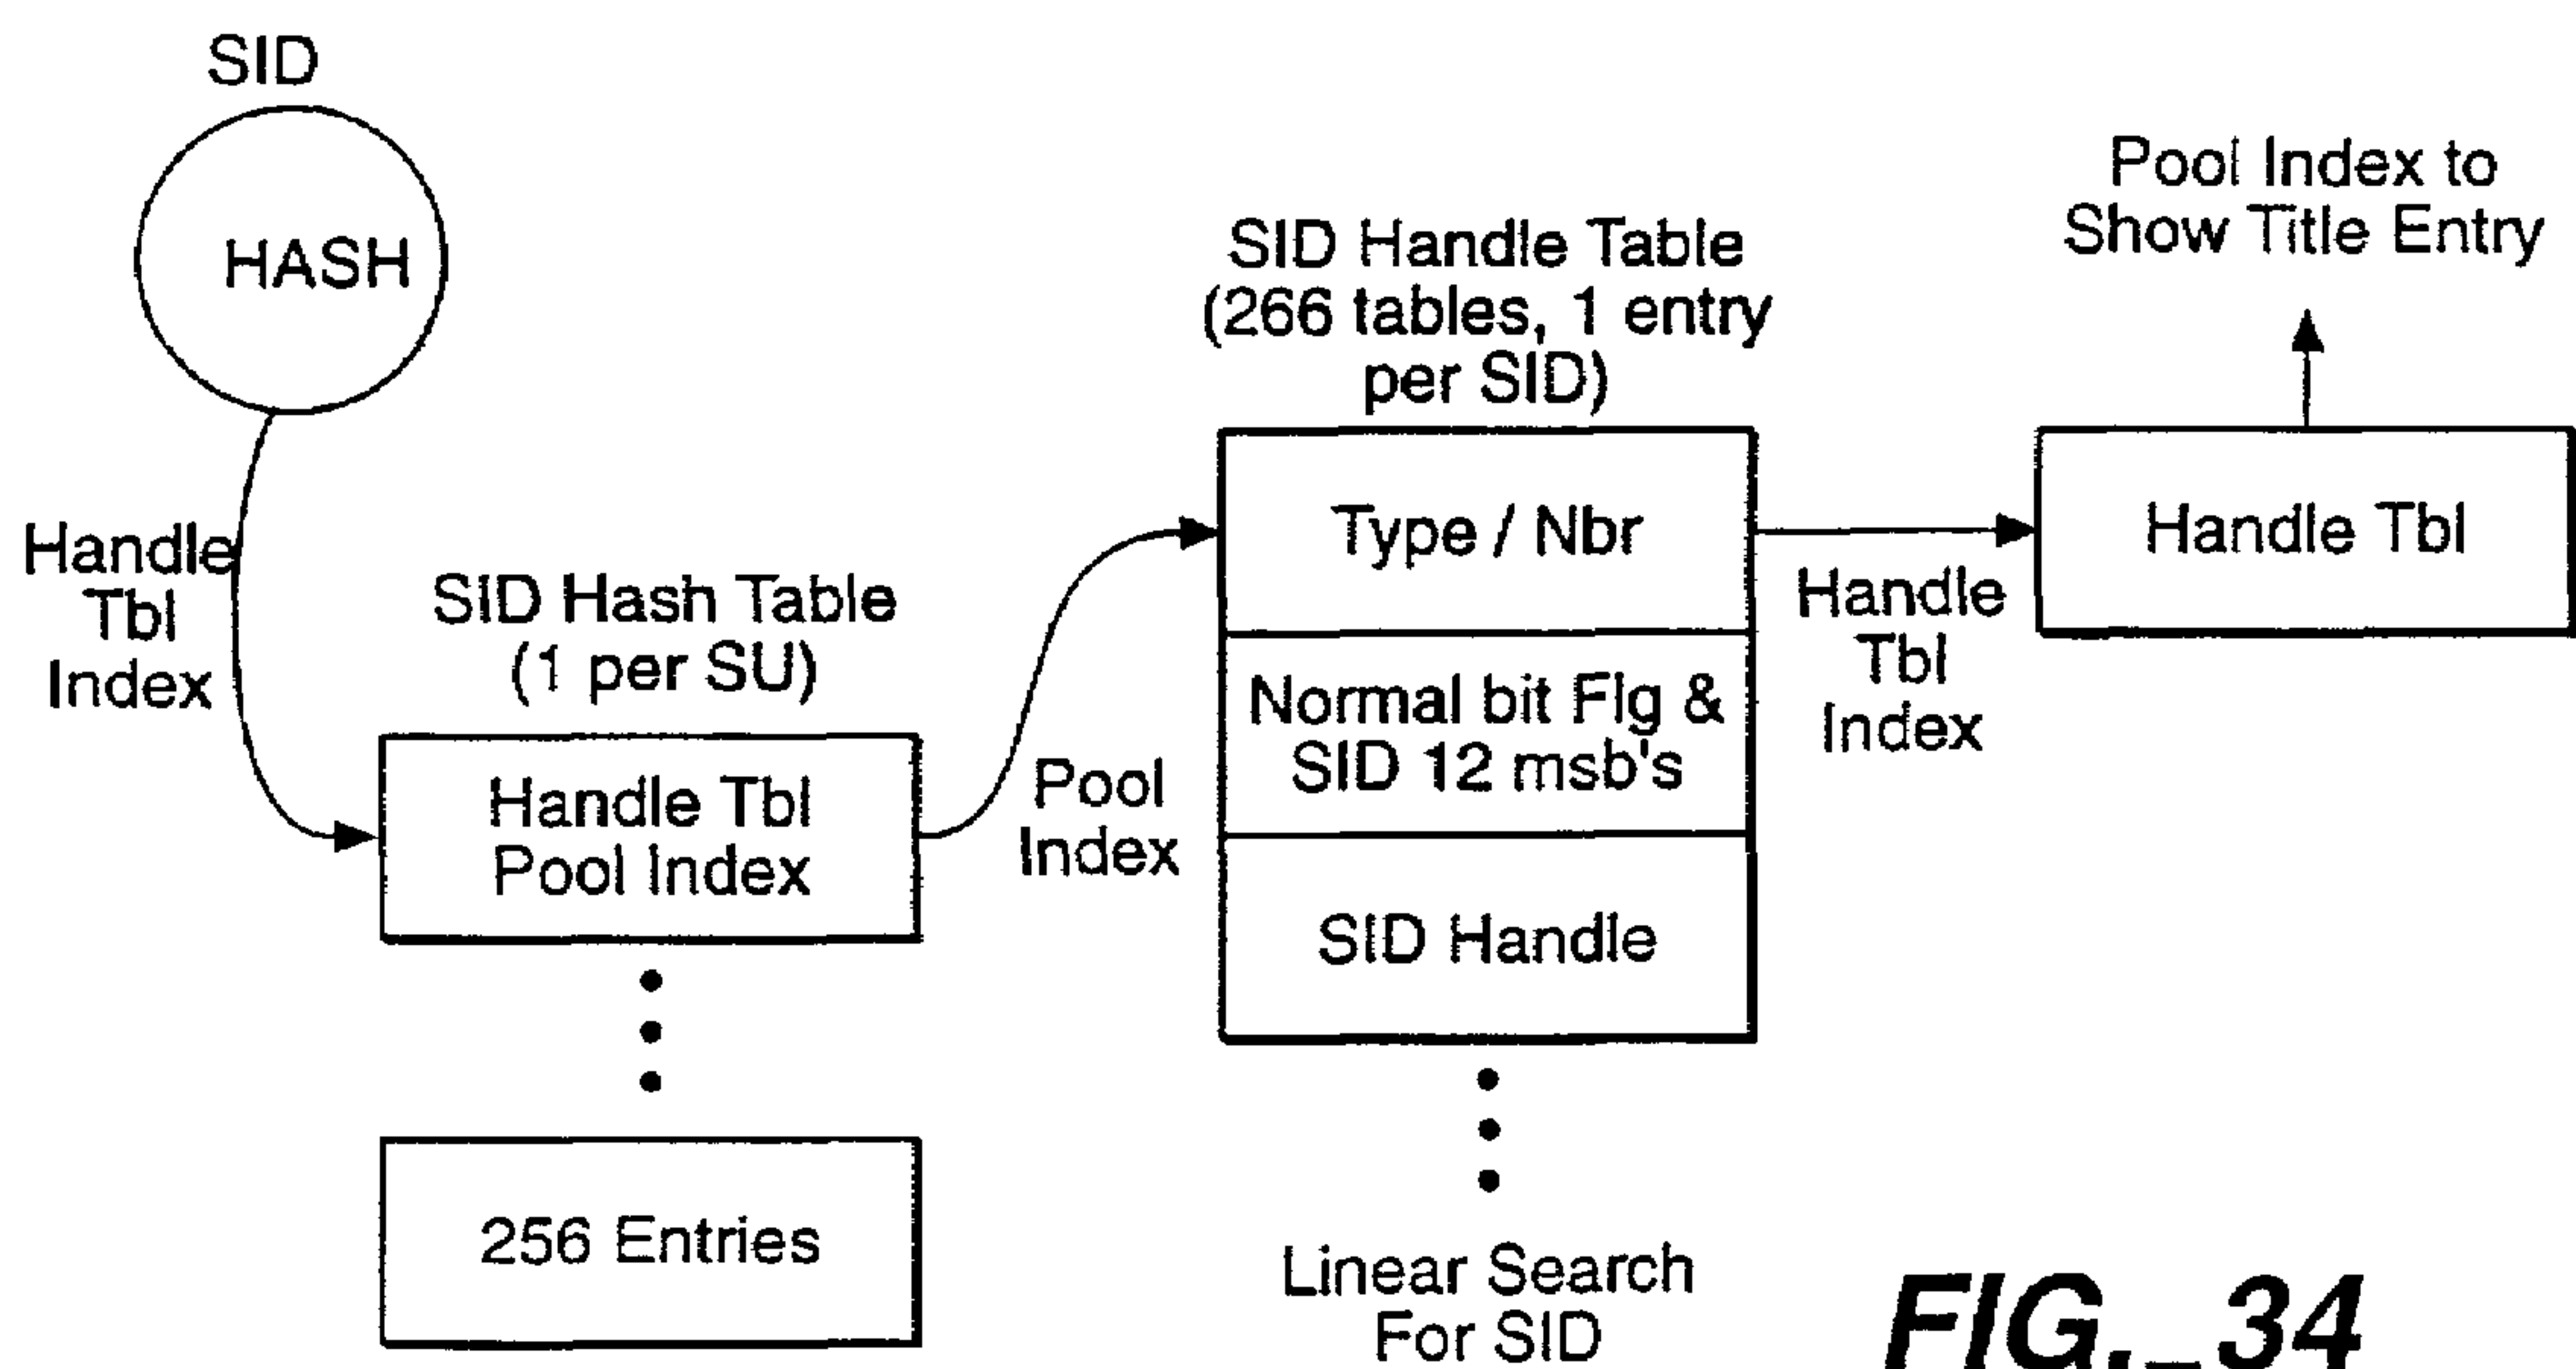 SID
HASH
Handle
Tbl
Index
SID Hash Table
(1 per SU)
Handle Tbl
Pool Index
256 Entries
Pool
Index
SID Handle Table
(266 tables, 1 entry
per SID)
Type / Nbr
Normal bit Flg &
SID 12 msb's
SID Handle
Linear Search
For SID
Handle
Tbl
Index
Pool Index to
Show Title Entry
Handle Tbl
FIG._34